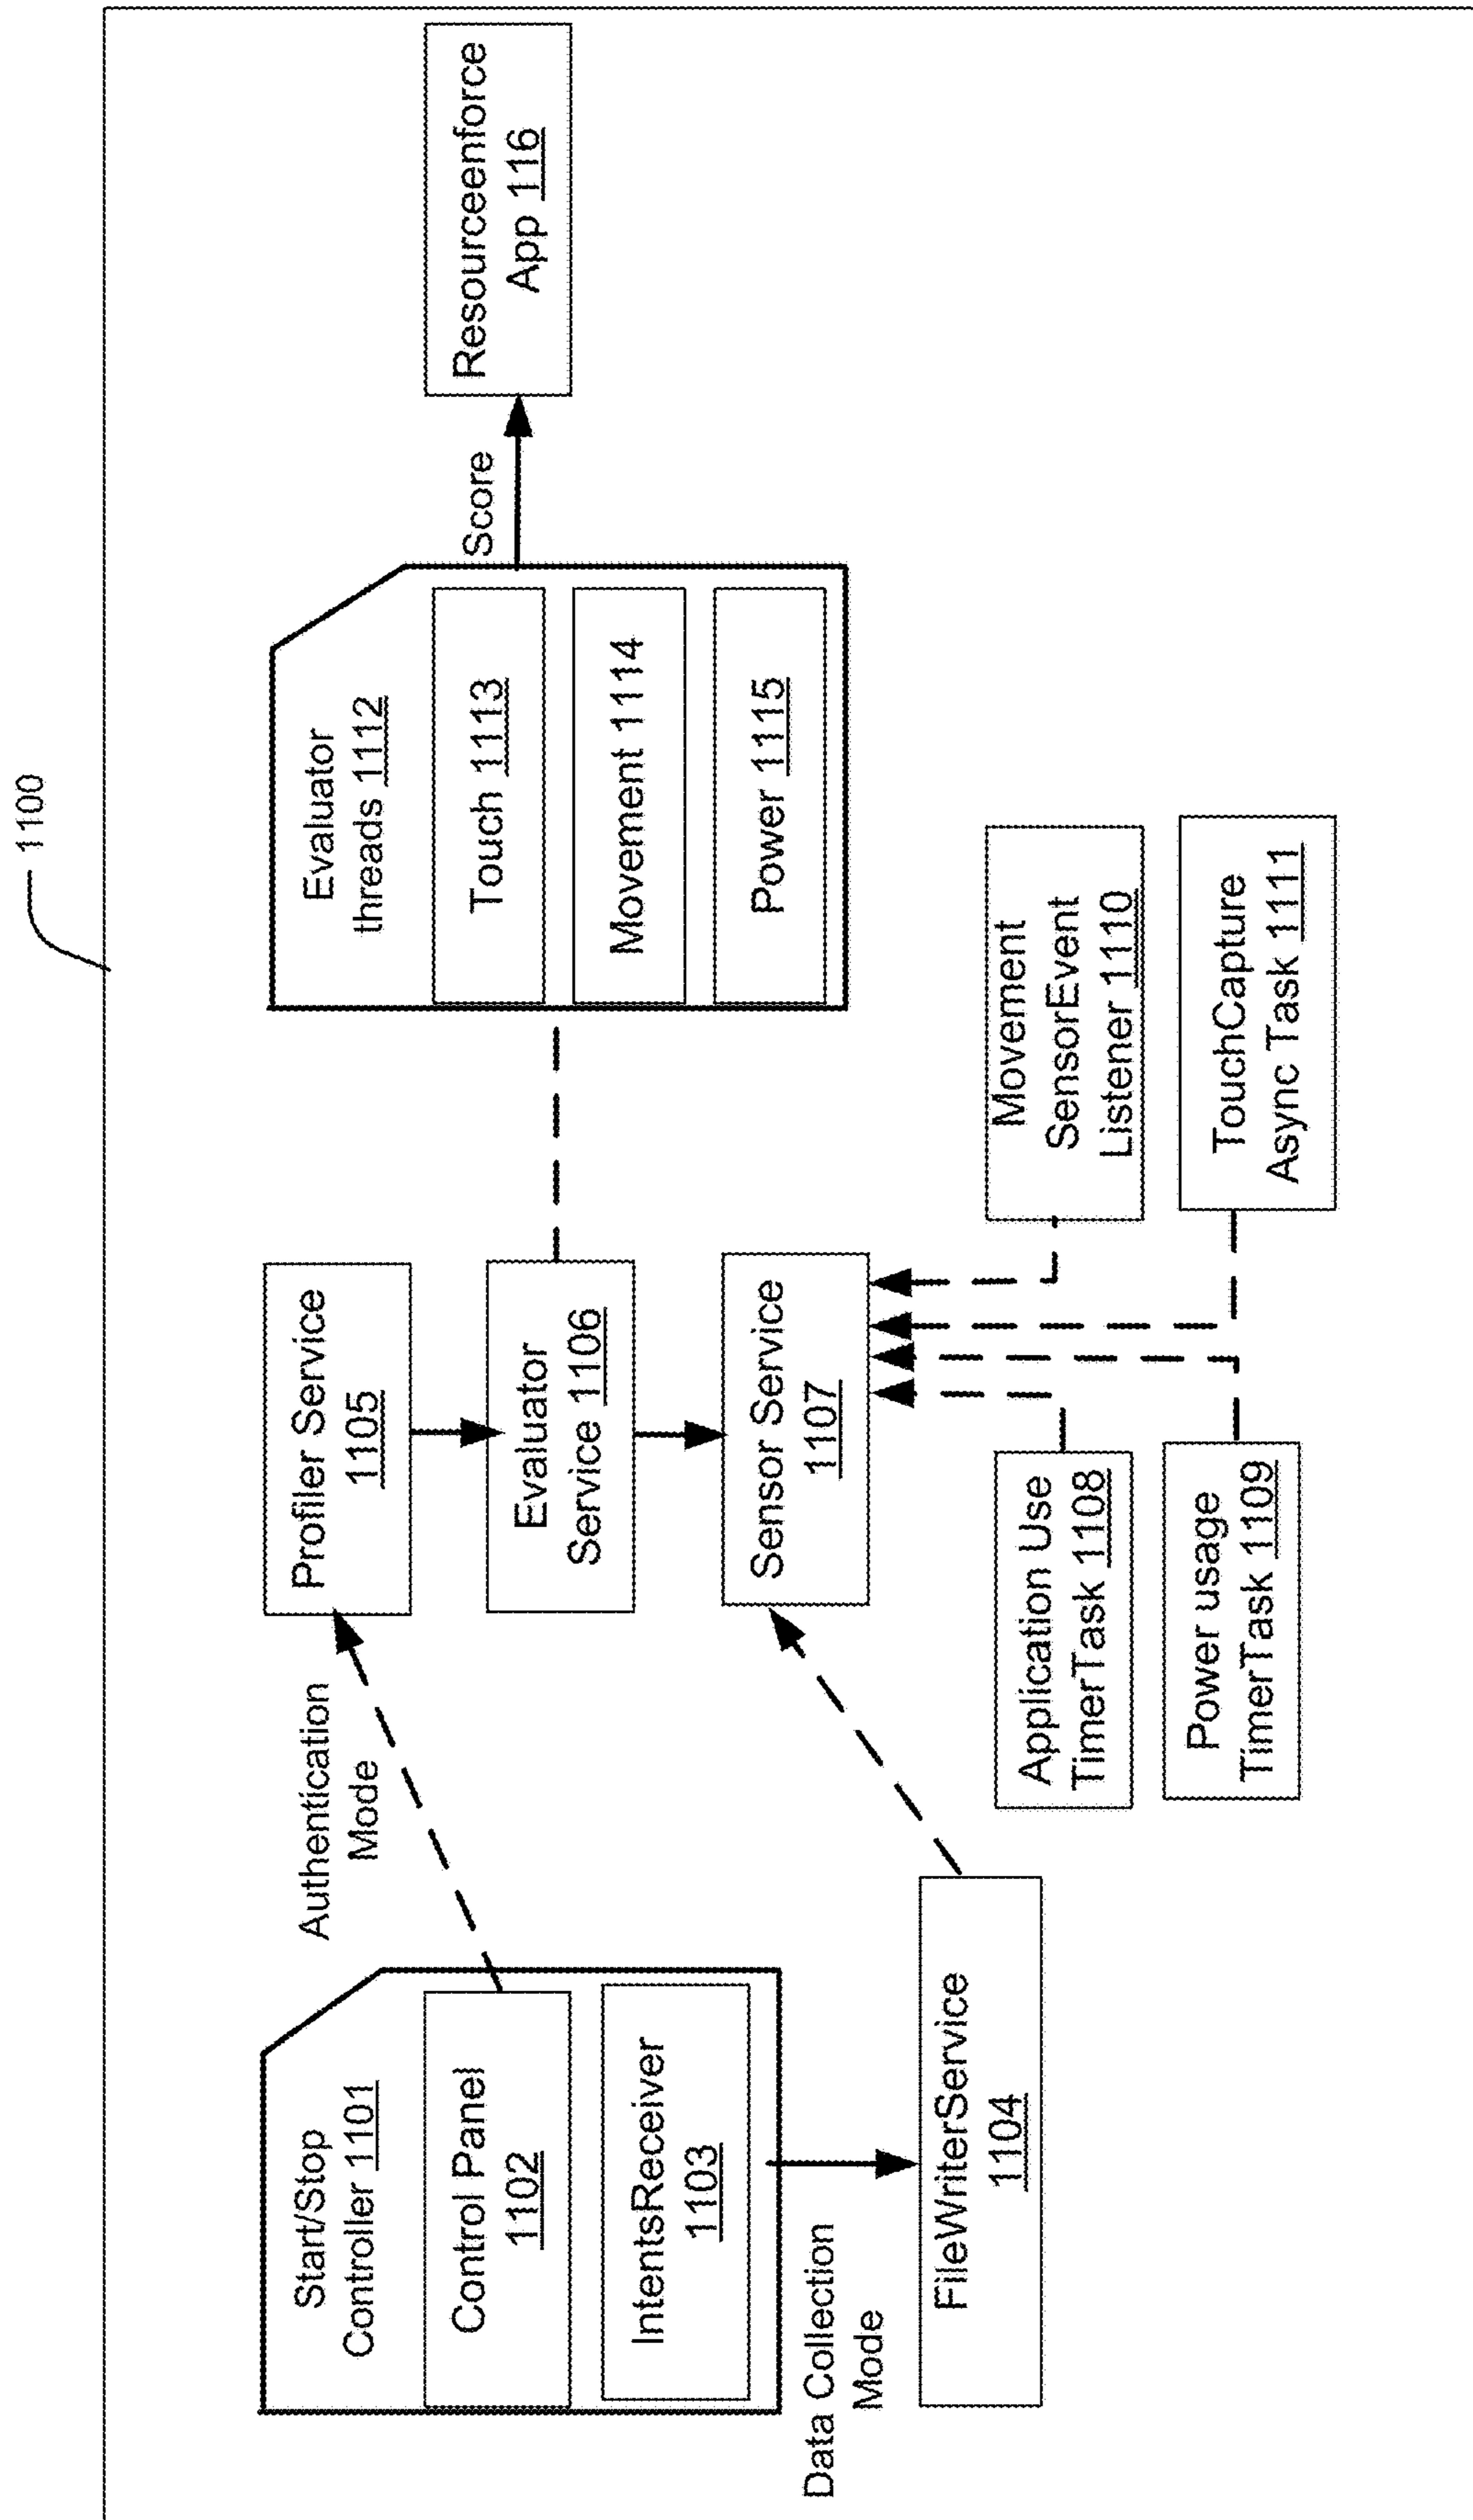 1100
Start/Stop
Controller 1101
Control Panel
1102
IntentsReceiver
1103
Data Collection
Mode
FileWriterService
1104
Authentication
Mode
Profiler Service
1105
Evaluator
Service 1106
Sensor Service
1107
Application Use
TimerTask 1108
Power usage
TimerTask 1109
Movement
SensorEvent
Listener 1110
TouchCapture
Async Task 1111
Evaluator
threads 1112
Touch 1113
Movement 1114
Power 1115
Score
Resourceenforce
App 116